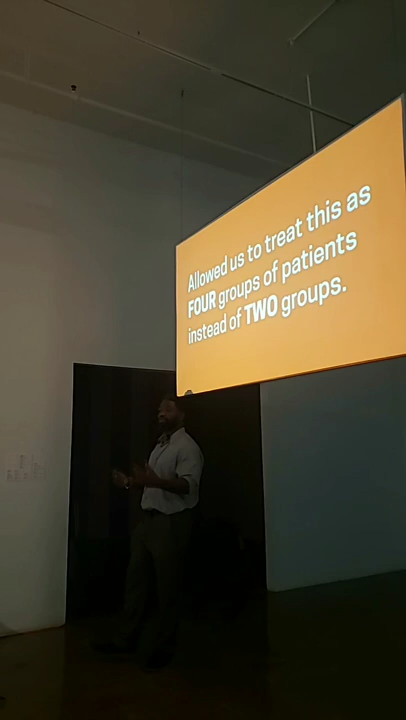 Allowed us to treat this as
FOUR groups of patients
instead of TWO groups.